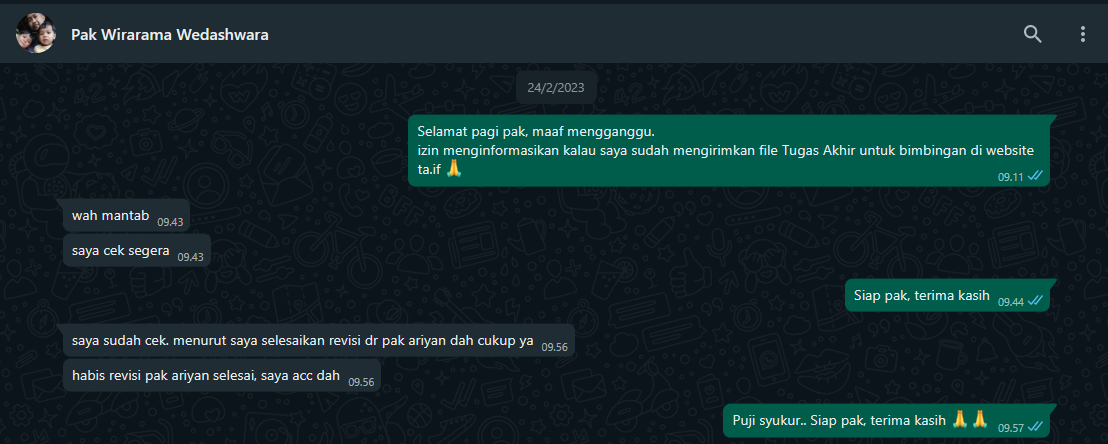 Pak Wirarama Wedashwara
24/2/2023
Selamat pagi pak, maaf mengganggu.
izin menginformasikan kalau saya sudah mengirimkan file Tugas Akhir untuk bimbingan di website
ta.if 🙏
09.11
wah mantab 09.43
saya cek segera 09.43
Siap pak, terima kasih 09.44
saya sudah cek. menurut saya selesaikan revisi dr pak ariyan dah cukup ya 09.56
habis revisi pak ariyan selesai, saya acc dah 09.56
Puji syukur.. Siap pak, terima kasih 🙏🙏 09.57